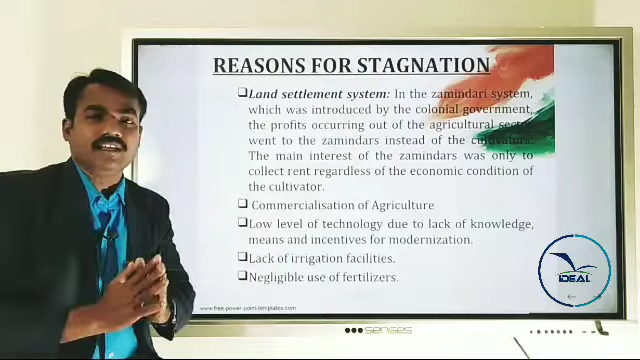 REASONS FOR STAGNATION
❑Land settlement system: In the zamindari system,
which was introduced by the colonial government,
the profits occurring out of the agricultural sector
went to the zamindars instead of the cultivators.
The main interest of the zamindars was only to
collect rent regardless of the economic condition of
the cultivator.
❑ Commercialisation of Agriculture
❑Low level of technology due to lack of knowledge,
means and incentives for modernization.
❑Lack of irrigation facilities.
❑Negligible use of fertilizers.
IDEAL
www.free-power-point-templates.com
senses